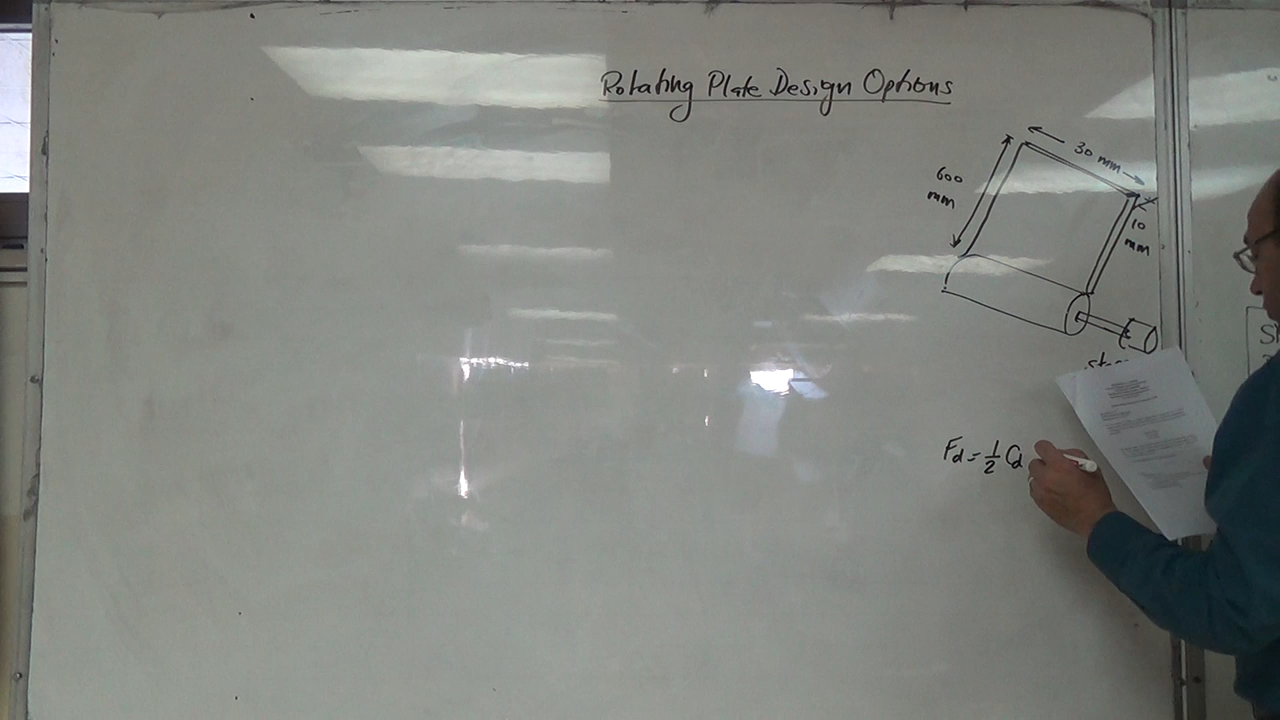 Rotating Plate Design Options
30 mm
600
mm
10
mm
Fd = 1/2 Cd